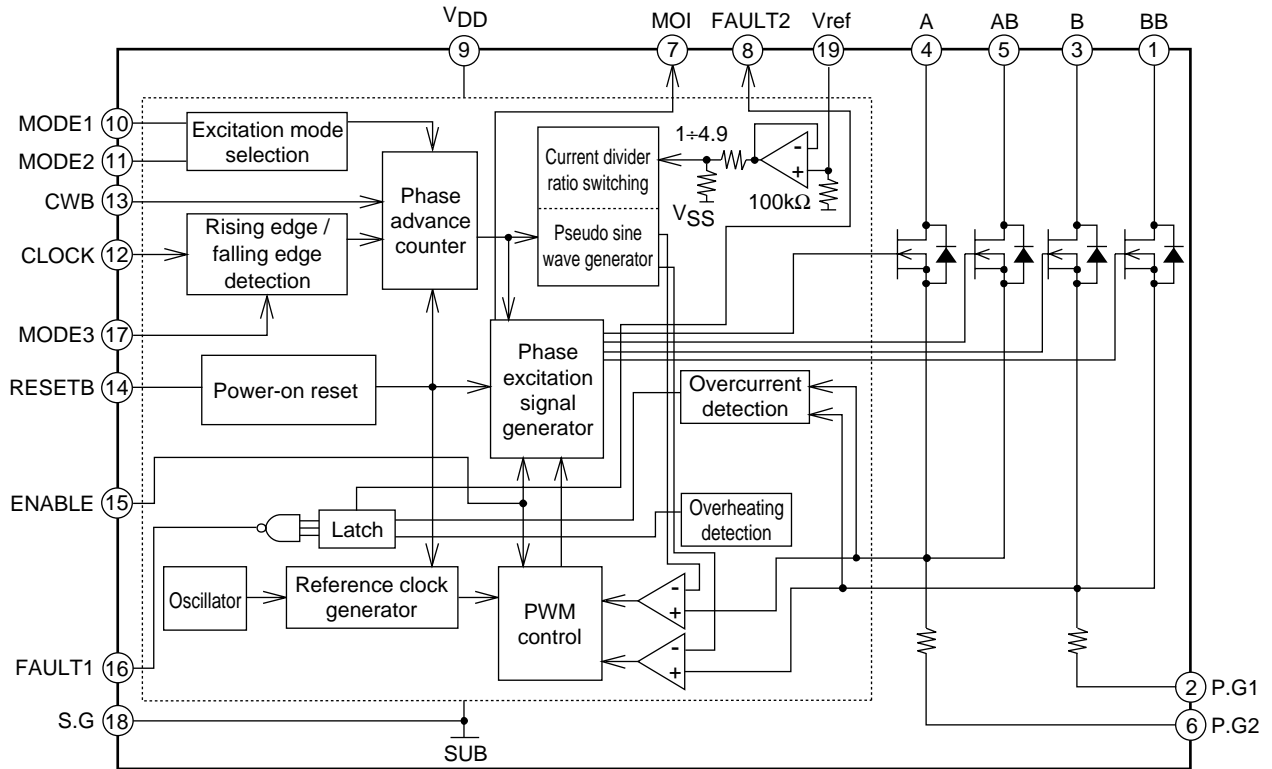 VDD
MOI
FAULT2
Vref
A
AB
B
BB
9
7
8
19
4
5
3
1
MODE1 10
MODE2 11
CWB 13
CLOCK 12
MODE3 17
RESETB 14
ENABLE 15
FAULT1 16
S.G 18
Excitation mode
selection
Rising edge /
falling edge
detection
Phase
advance
counter
Power-on reset
Current divider
ratio switching
Pseudo sine
wave generator
1÷4.9
VSS
100kΩ
-
+
Phase
excitation
signal
generator
Overcurrent
detection
Overheating
detection
Latch
Oscillator
Reference clock
generator
PWM
control
-
+
-
+
SUB
2 P.G1
6 P.G2